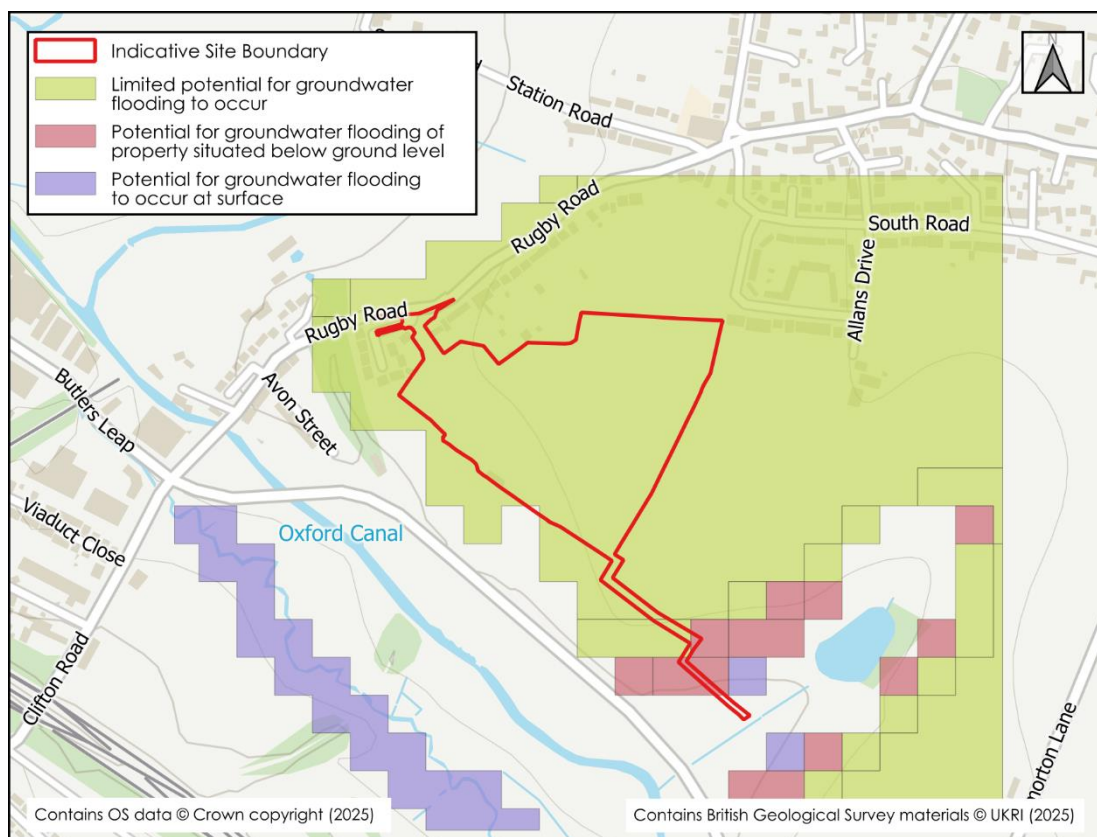 Indicative Site Boundary
Limited potential for groundwater
flooding to occur
Potential for groundwater flooding of
property situated below ground level
Potential for groundwater flooding
to occur at surface
N
Station Road
Rugby Road
South Road
Allans Drive
Rugby Road
Avon Street
Butlers Leap
Viaduct Close
Oxford Canal
Clifton Road
morton Lane
Contains OS data © Crown copyright (2025)
Contains British Geological Survey materials © UKRI (2025)